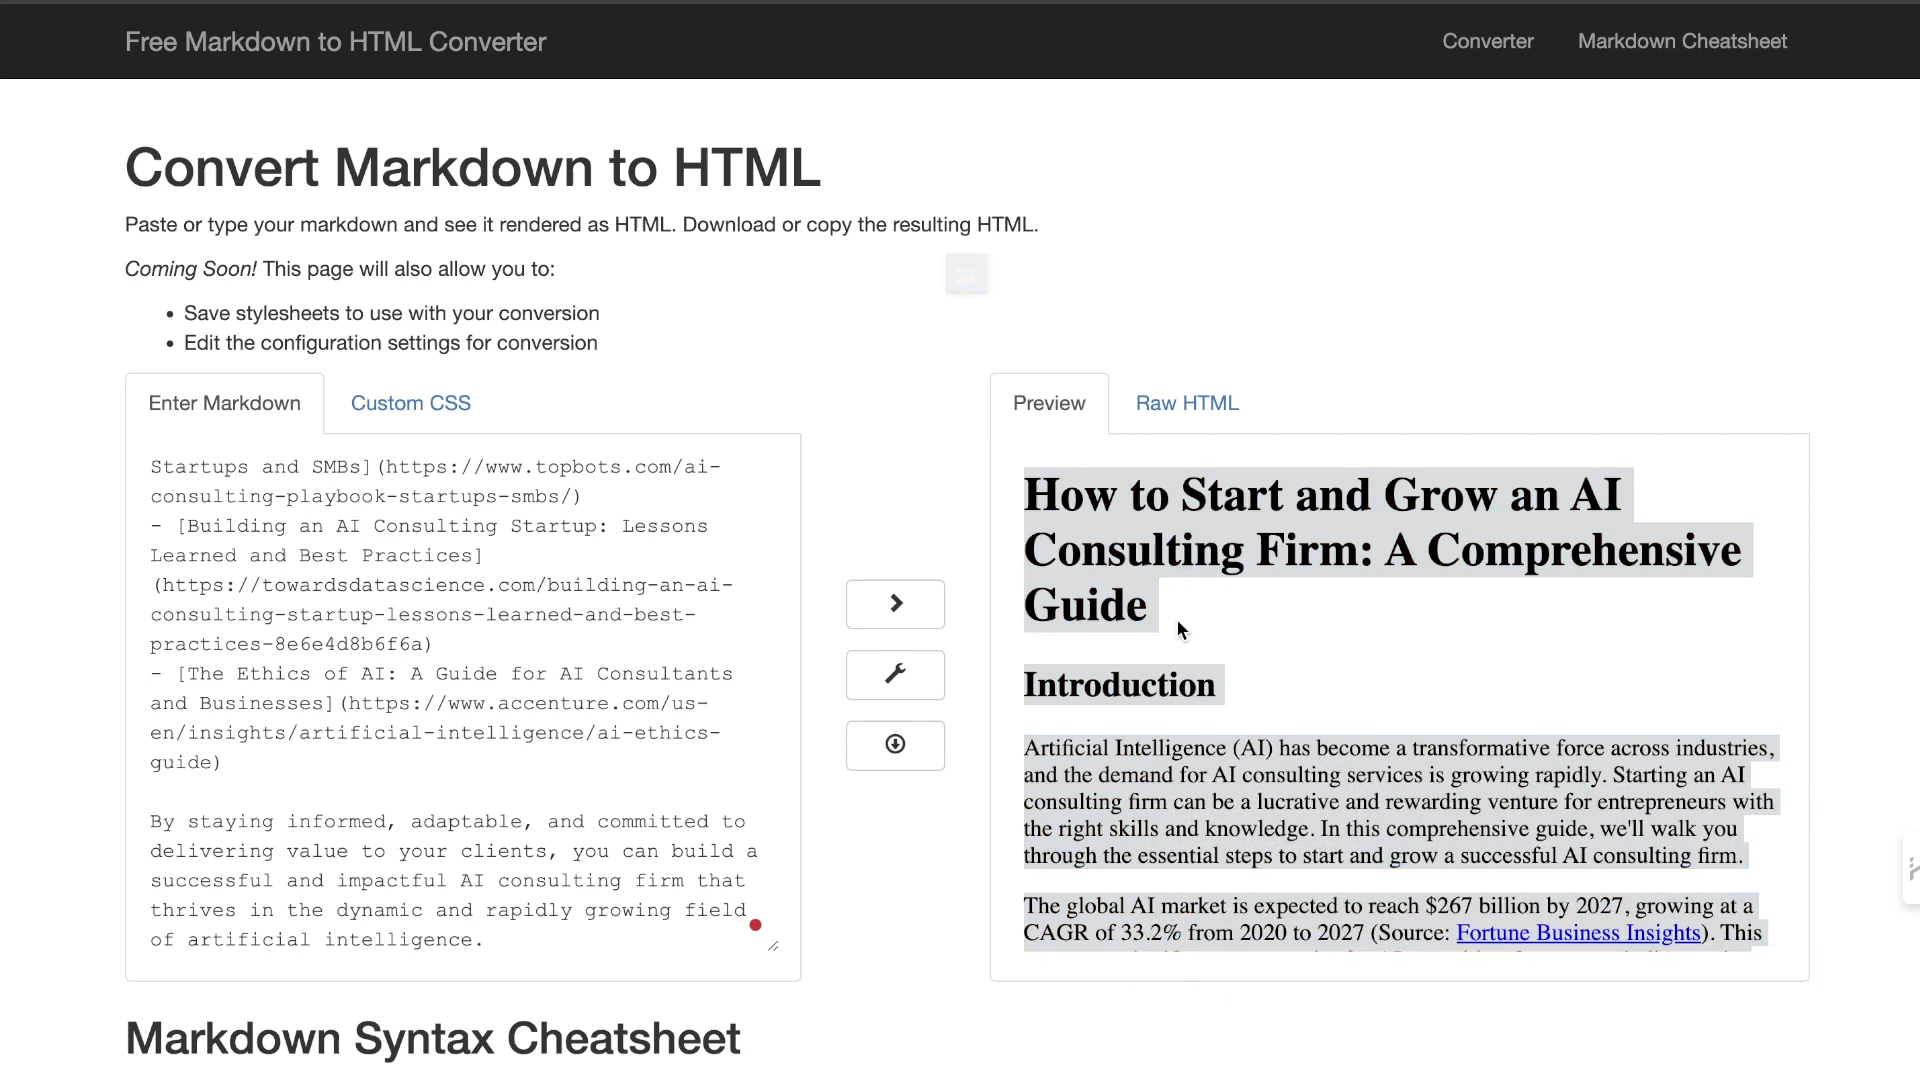 Free Markdown to HTML Converter
Converter
Markdown Cheatsheet
Convert Markdown to HTML
Paste or type your markdown and see it rendered as HTML. Download or copy the resulting HTML.
Coming Soon! This page will also allow you to:
• Save stylesheets to use with your conversion
• Edit the configuration settings for conversion
Enter Markdown
Custom CSS
Startups and SMBs](https://www.topbots.com/ai-
consulting-playbook-startups-smbs/)
- [Building an AI Consulting Startup: Lessons
Learned and Best Practices]
(https://towardsdatascience.com/building-an-ai-
consulting-startup-lessons-learned-and-best-
practices-8e6e4d8b6f6a)
- [The Ethics of AI: A Guide for AI Consultants
and Businesses](https://www.accenture.com/us-
en/insights/artificial-intelligence/ai-ethics-
guide)
By staying informed, adaptable, and committed to
delivering value to your clients, you can build a
successful and impactful AI consulting firm that
thrives in the dynamic and rapidly growing field
of artificial intelligence.
Preview
Raw HTML
How to Start and Grow an AI
Consulting Firm: A Comprehensive
Guide
Introduction
Artificial Intelligence (AI) has become a transformative force across industries,
and the demand for AI consulting services is growing rapidly. Starting an AI
consulting firm can be a lucrative and rewarding venture for entrepreneurs with
the right skills and knowledge. In this comprehensive guide, we'll walk you
through the essential steps to start and grow a successful AI consulting firm.
The global AI market is expected to reach $267 billion by 2027, growing at a
CAGR of 33.2% from 2020 to 2027 (Source: Fortune Business Insights). This
Markdown Syntax Cheatsheet